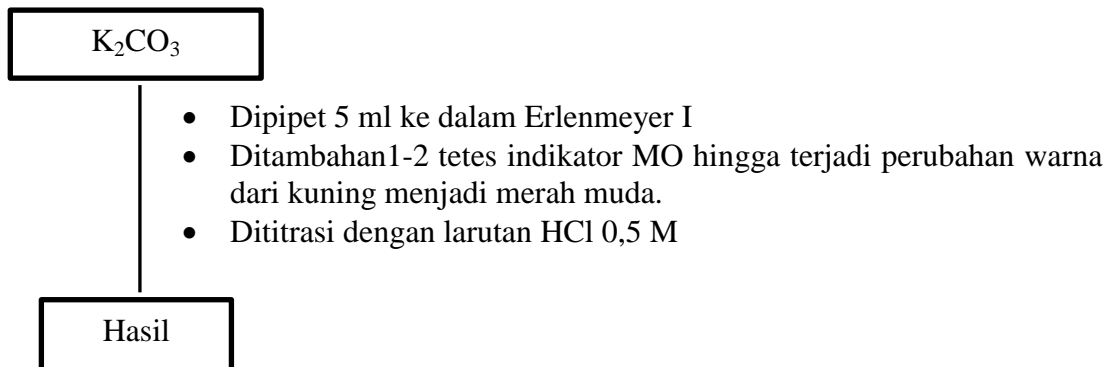 K₂CO₃
• Dipipet 5 ml ke dalam Erlenmeyer I
• Ditambahan1-2 tetes indikator MO hingga terjadi perubahan warna
dari kuning menjadi merah muda.
• Dititrasi dengan larutan HCl 0,5 M
Hasil